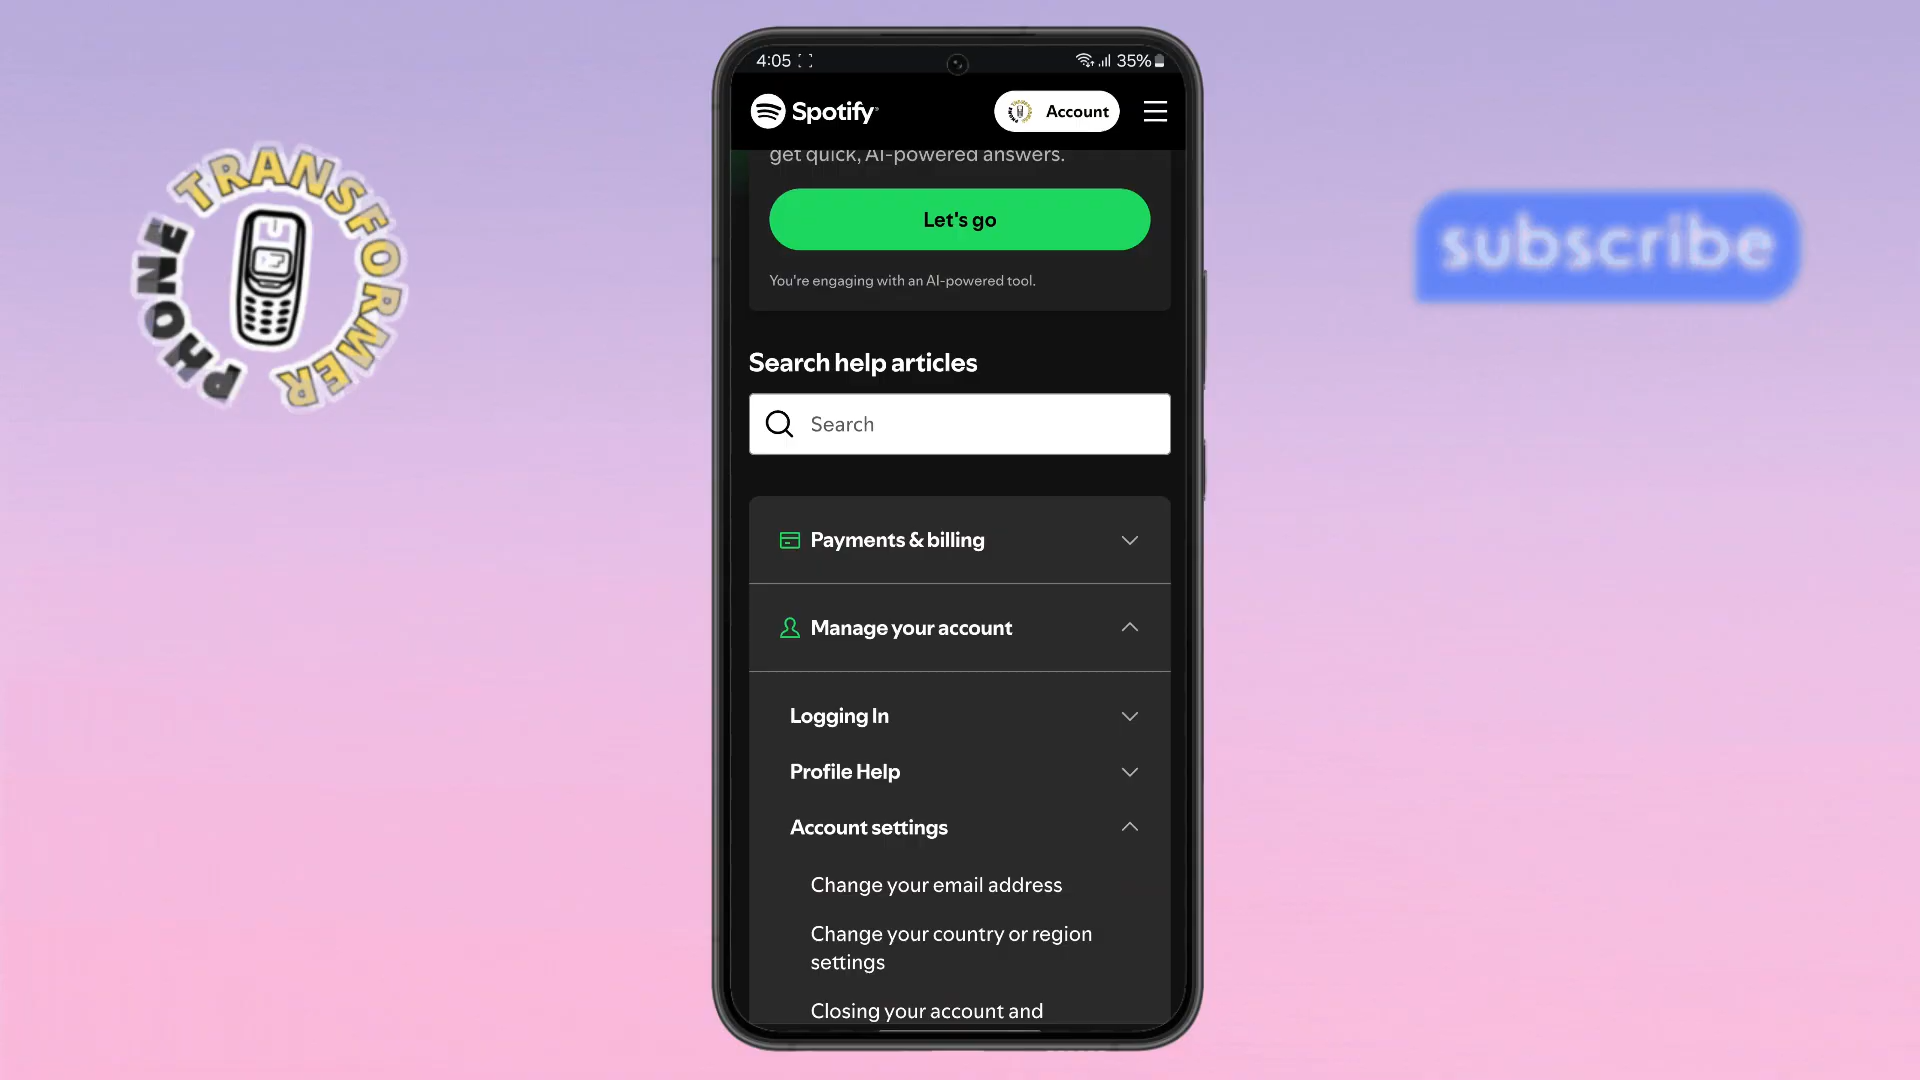 PHONE TRANSFORMER
subscribe
4:05
35%
Spotify
Account
get quick, AI-powered answers.
Let's go
You're engaging with an AI-powered tool.
Search help articles
Search
Payments & billing
Manage your account
Logging In
Profile Help
Account settings
Change your email address
Change your country or region
settings
Closing your account and